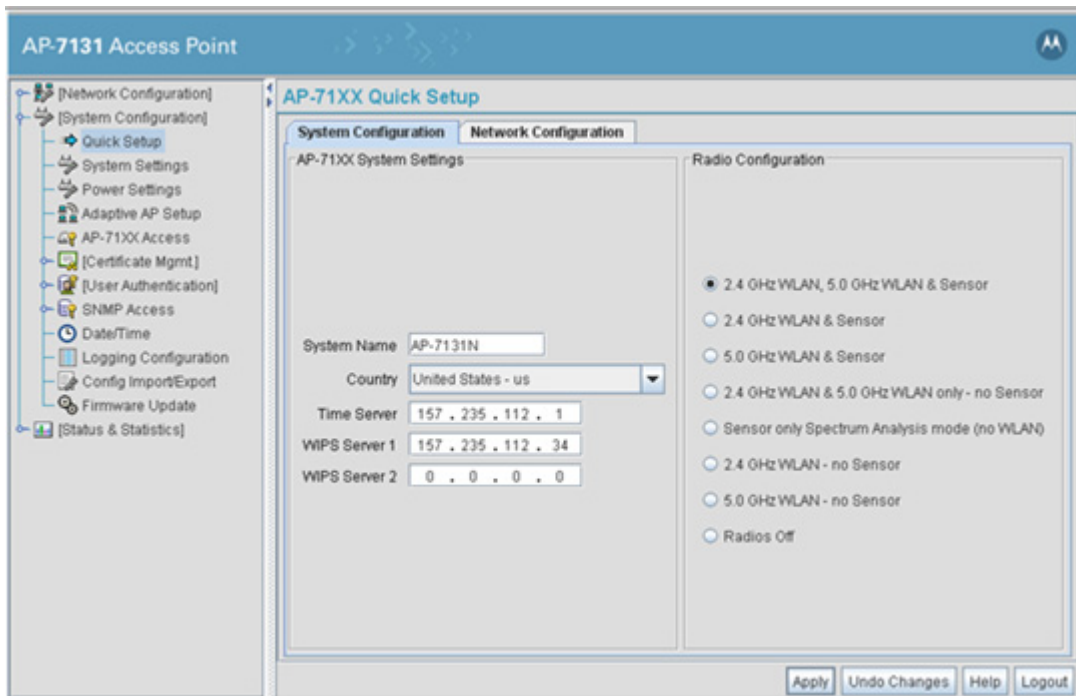 AP-7131 Access Point
[Network Configuration]
[System Configuration]
Quick Setup
System Settings
Power Settings
Adaptive AP Setup
AP-71XX Access
[Certificate Mgmt.]
[User Authentication]
SNMP Access
Date/Time
Logging Configuration
Config Import/Export
Firmware Update
[Status & Statistics]
AP-71XX Quick Setup
System Configuration
Network Configuration
AP-71XX System Settings
System Name AP-7131N
Country United States - us
Time Server 157 . 235 . 112 . 1
WIPS Server 1 157 . 235 . 112 . 34
WIPS Server 2 0 . 0 . 0 . 0
Radio Configuration
2.4 GHz WLAN, 5.0 GHz WLAN & Sensor
2.4 GHz WLAN & Sensor
5.0 GHz WLAN & Sensor
2.4 GHz WLAN & 5.0 GHz WLAN only - no Sensor
Sensor only Spectrum Analysis mode (no WLAN)
2.4 GHz WLAN - no Sensor
5.0 GHz WLAN - no Sensor
Radios Off
Apply
Undo Changes
Help
Logout